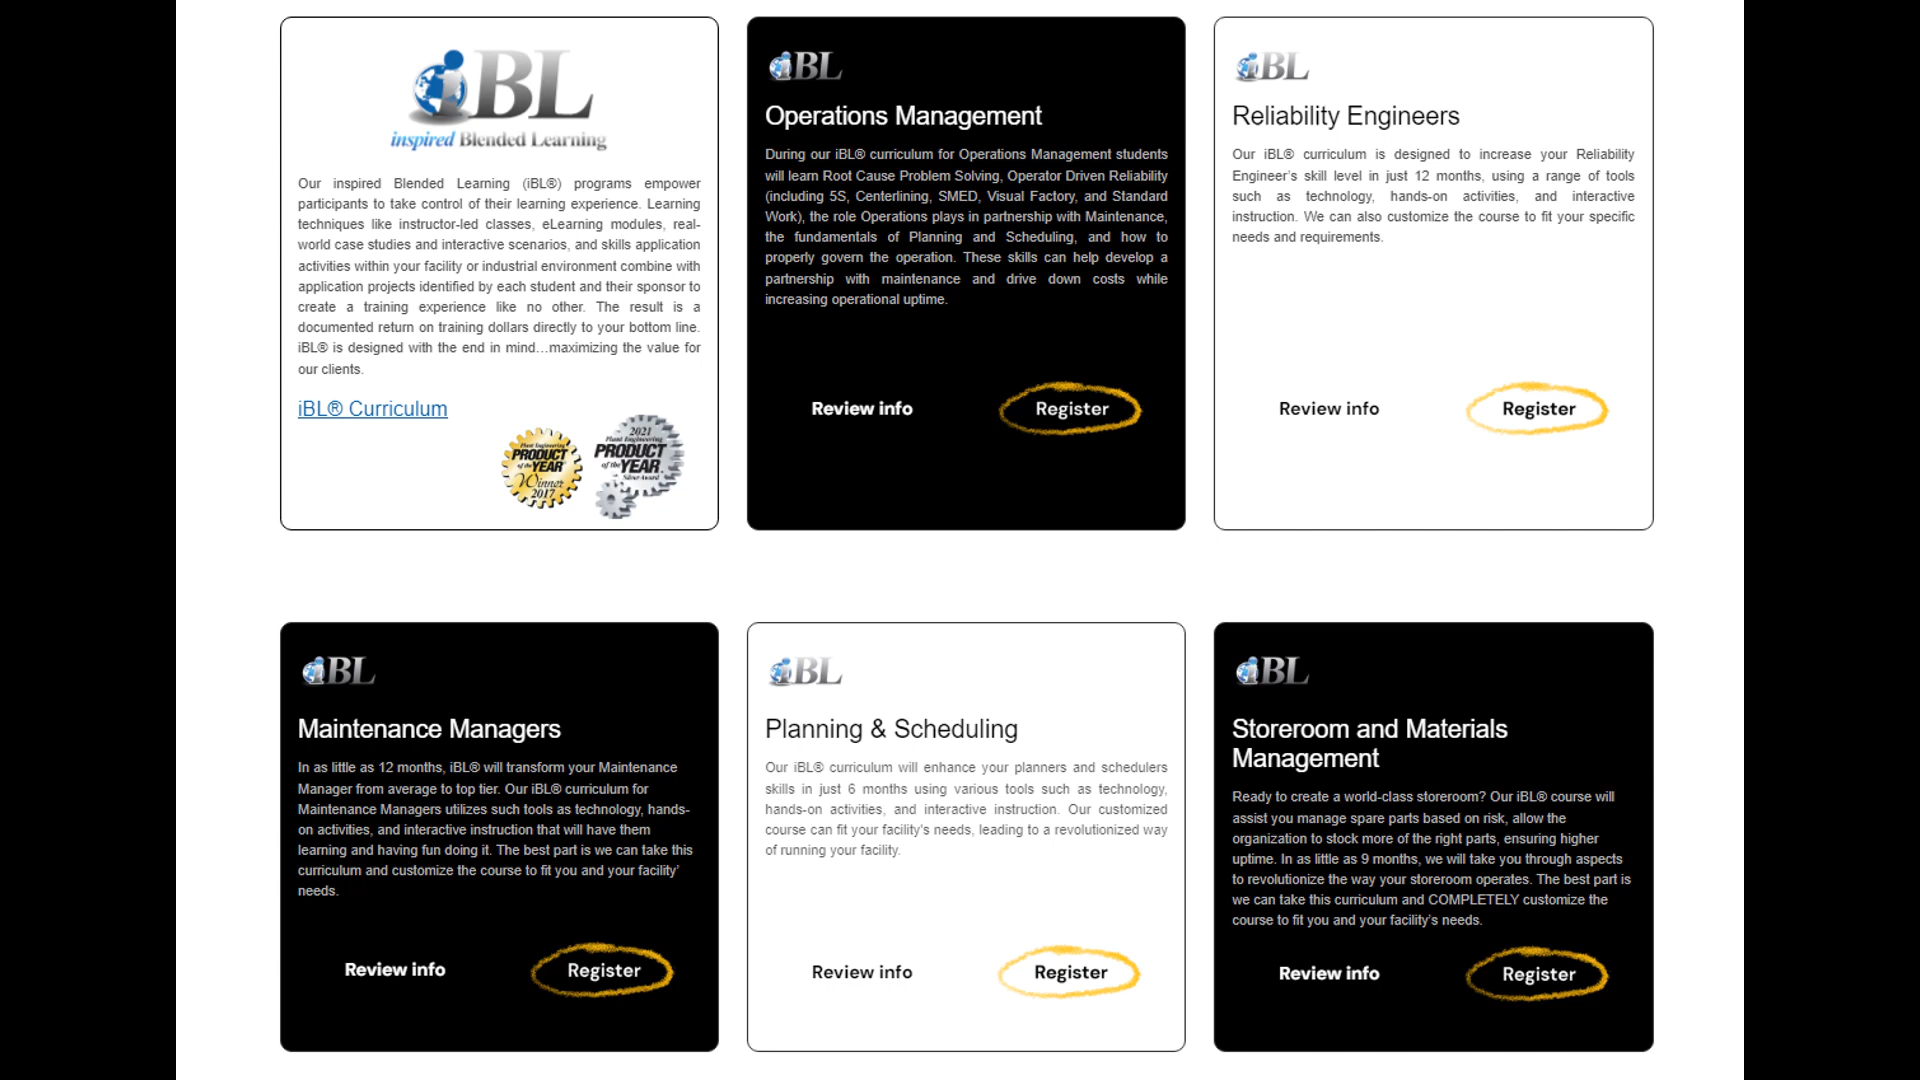 iBL
inspired Blended Learning
Our inspired Blended Learning (iBL®) programs empower
participants to take control of their learning experience. Learning
techniques like instructor-led classes, eLearning modules, real-
world case studies and interactive scenarios, and skills application
activities within your facility or industrial environment combine with
application projects identified by each student and their sponsor to
create a training experience like no other. The result is a
documented return on training dollars directly to your bottom line.
iBL® is designed with the end in mind…maximizing the value for
our clients.
iBL® Curriculum
Plant Engineering
PRODUCT
of the YEAR
Winner
2017
2021
Plant Engineering
PRODUCT
of the YEAR
Silver Award
iBL
Operations Management
During our iBL® curriculum for Operations Management students
will learn Root Cause Problem Solving, Operator Driven Reliability
(including 5S, Centerlining, SMED, Visual Factory, and Standard
Work), the role Operations plays in partnership with Maintenance,
the fundamentals of Planning and Scheduling, and how to
properly govern the operation. These skills can help develop a
partnership with maintenance and drive down costs while
increasing operational uptime.
Review info
Register
iBL
Reliability Engineers
Our iBL® curriculum is designed to increase your Reliability
Engineer’s skill level in just 12 months, using a range of tools
such as technology, hands-on activities, and interactive
instruction. We can also customize the course to fit your specific
needs and requirements.
Review info
Register
iBL
Maintenance Managers
In as little as 12 months, iBL® will transform your Maintenance
Manager from average to top tier. Our iBL® curriculum for
Maintenance Managers utilizes such tools as technology, hands-
on activities, and interactive instruction that will have them
learning and having fun doing it. The best part is we can take this
curriculum and customize the course to fit you and your facility’
needs.
Review info
Register
iBL
Planning & Scheduling
Our iBL® curriculum will enhance your planners and schedulers
skills in just 6 months using various tools such as technology,
hands-on activities, and interactive instruction. Our customized
course can fit your facility's needs, leading to a revolutionized way
of running your facility.
Review info
Register
iBL
Storeroom and Materials
Management
Ready to create a world-class storeroom? Our iBL® course will
assist you manage spare parts based on risk, allow the
organization to stock more of the right parts, ensuring higher
uptime. In as little as 9 months, we will take you through aspects
to revolutionize the way your storeroom operates. The best part is
we can take this curriculum and COMPLETELY customize the
course to fit you and your facility’s needs.
Review info
Register